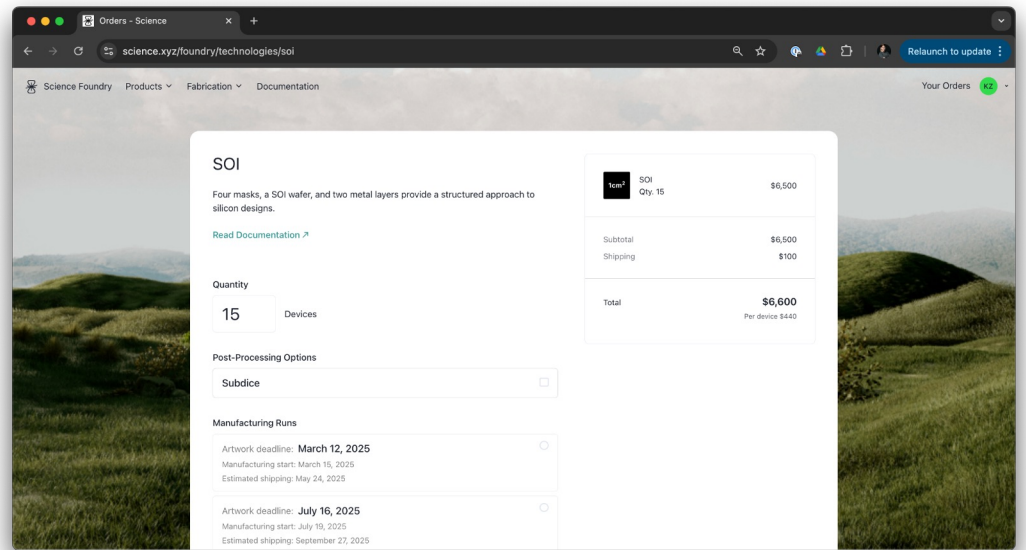 Orders - Science
science.xyz/foundry/technologies/soi
Relaunch to update
Science Foundry Products Fabrication Documentation
Your Orders KZ
SOI
Four masks, a SOI wafer, and two metal layers provide a structured approach to
silicon designs.
Read Documentation ↗
Quantity
15 Devices
Post-Processing Options
Subdice
Manufacturing Runs
Artwork deadline: March 12, 2025
Manufacturing start: March 15, 2025
Estimated shipping: May 24, 2025
Artwork deadline: July 16, 2025
Manufacturing start: July 19, 2025
Estimated shipping: September 27, 2025
1cm²
SOI
Qty. 15
$6,500
Subtotal $6,500
Shipping $100
Total $6,600
Per device $440